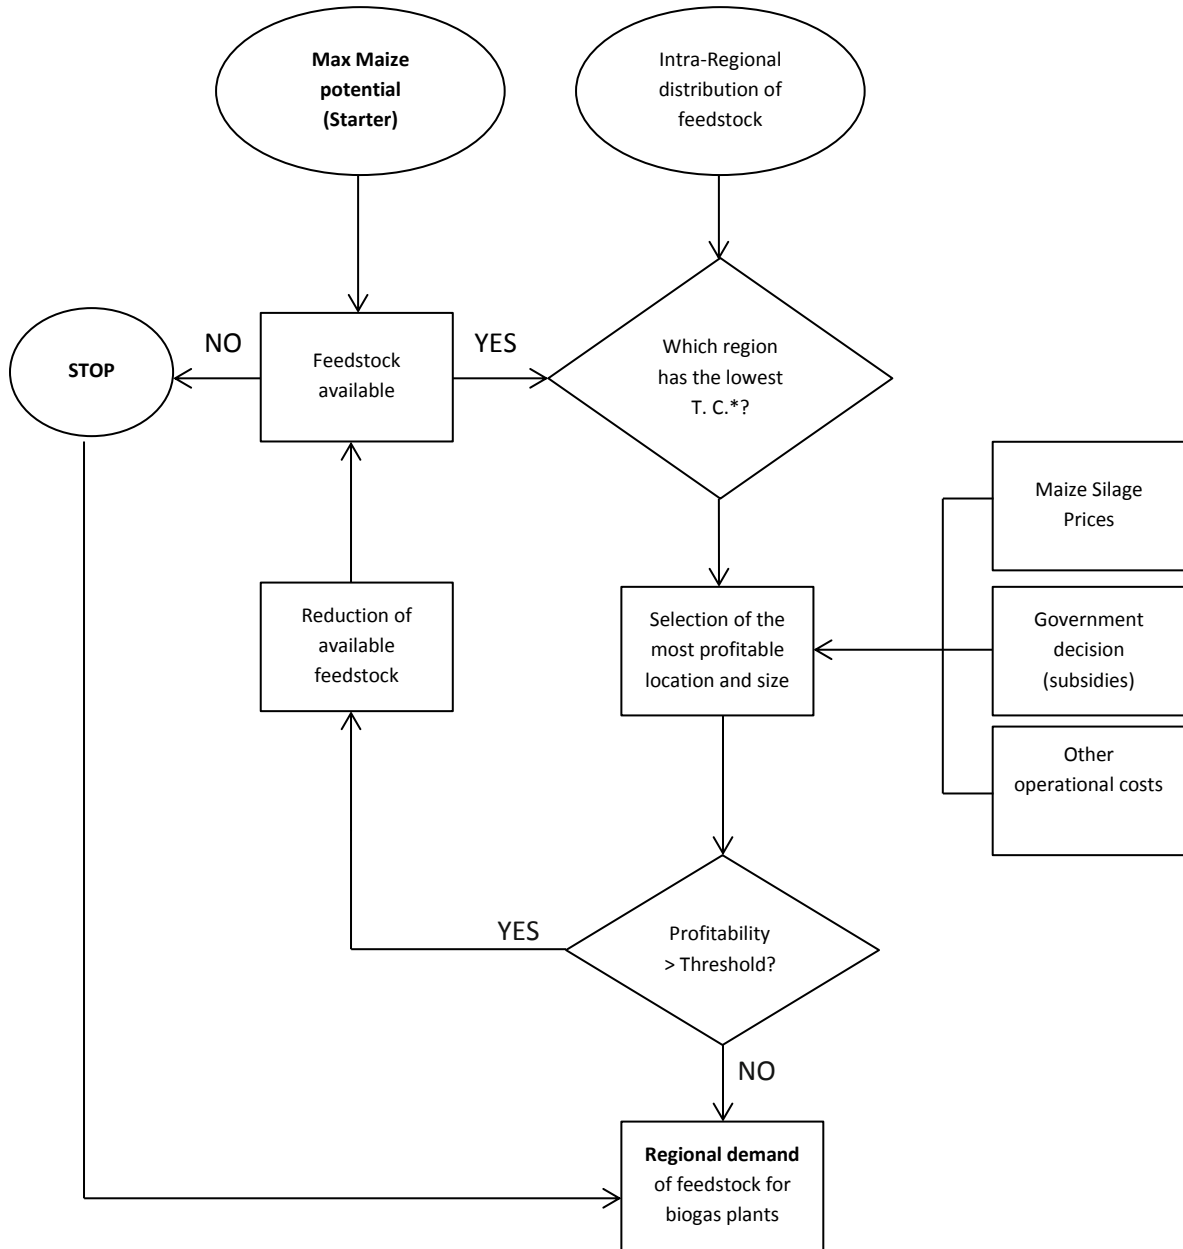 Max Maize
potential
(Starter)
Intra-Regional
distribution of
feedstock
STOP
NO
Feedstock
available
YES
Which region
has the lowest
T. C.*?
Maize Silage
Prices
Reduction of
available
feedstock
Selection of the
most profitable
location and size
Government
decision
(subsidies)
Other
operational costs
YES
Profitability
> Threshold?
NO
Regional demand
of feedstock for
biogas plants